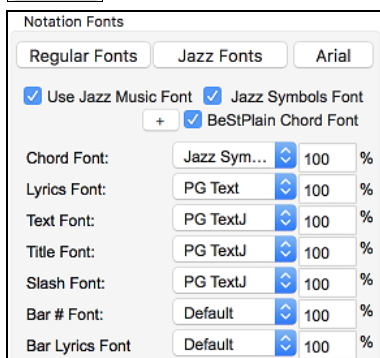 Notation Fonts
Regular Fonts Jazz Fonts Arial
Use Jazz Music Font Jazz Symbols Font
+ BeStPlain Chord Font
Chord Font: Jazz Sym... 100 %
Lyrics Font: PG Text 100 %
Text Font: PG TextJ 100 %
Title Font: PG TextJ 100 %
Slash Font: PG TextJ 100 %
Bar # Font: Default 100 %
Bar Lyrics Font Default 100 %